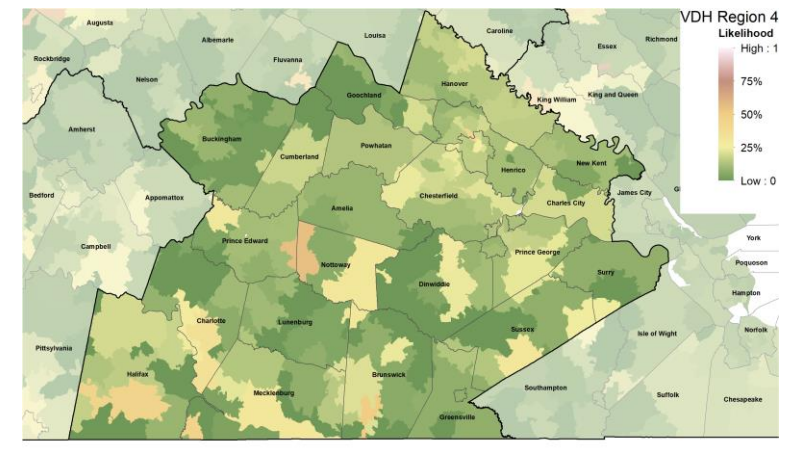 VDH Region 4
Likelihood
High : 1
75%
50%
25%
Low : 0
Augusta
Albemarle
Louisa
Caroline
Essex
Richmond
Rockbridge
Nelson
Fluvanna
Goochland
Hanover
King William
King and Queen
Amherst
Buckingham
Cumberland
Powhatan
Henrico
New Kent
Bedford
Appomattox
Amelia
Chesterfield
Charles City
James City
Gl
Campbell
Prince Edward
Nottoway
Dinwiddie
Prince George
Surry
York
Poquoson
Hampton
Pittsylvania
Charlotte
Lunenburg
Sussex
Isle of Wight
Norfolk
Halifax
Mecklenburg
Brunswick
Greensville
Southampton
Suffolk
Chesapeake